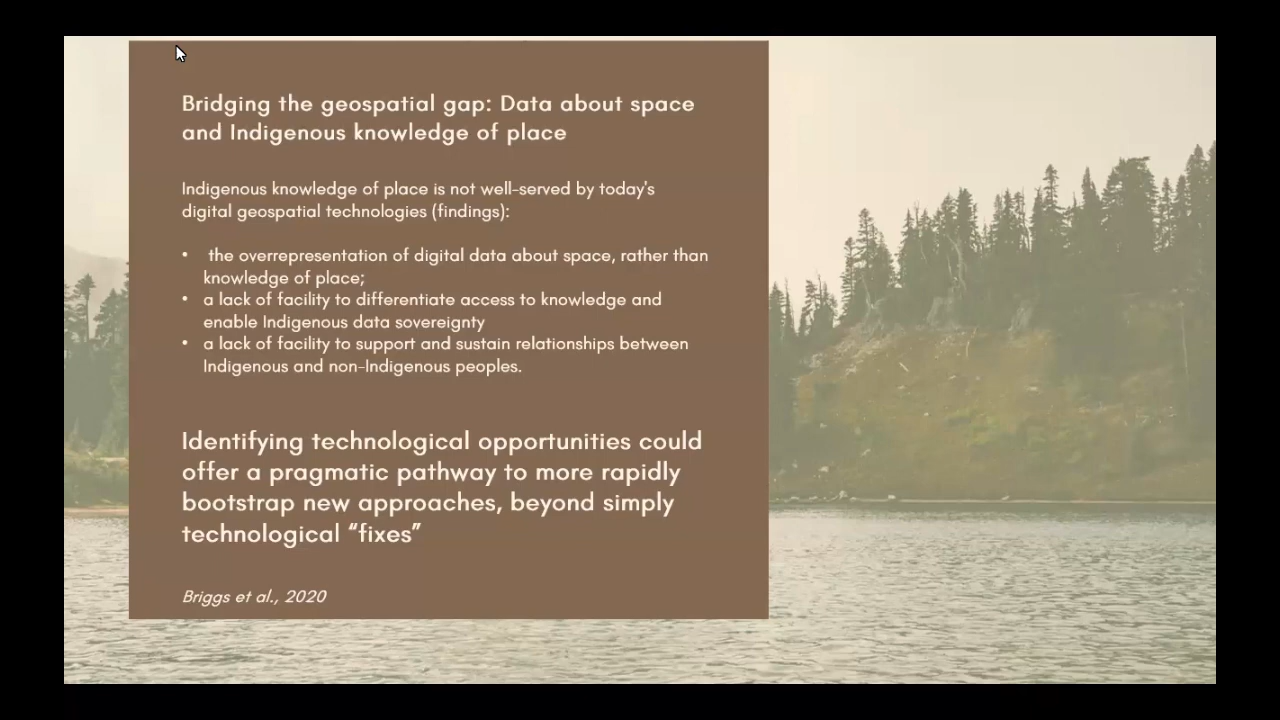 Bridging the geospatial gap: Data about space
and Indigenous knowledge of place
Indigenous knowledge of place is not well-served by today's
digital geospatial technologies (findings):
• the overrepresentation of digital data about space, rather than
knowledge of place;
• a lack of facility to differentiate access to knowledge and
enable Indigenous data sovereignty
• a lack of facility to support and sustain relationships between
Indigenous and non-Indigenous peoples.
Identifying technological opportunities could
offer a pragmatic pathway to more rapidly
bootstrap new approaches, beyond simply
technological “fixes”
Briggs et al., 2020